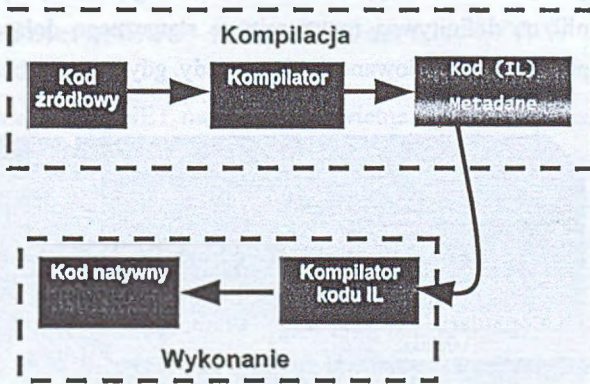 Kompilacja
Kod
źródłowy
Kompilator
Kod (IL)
Metadane
Kod natywny
Kompilator
kodu IL
Wykonanie